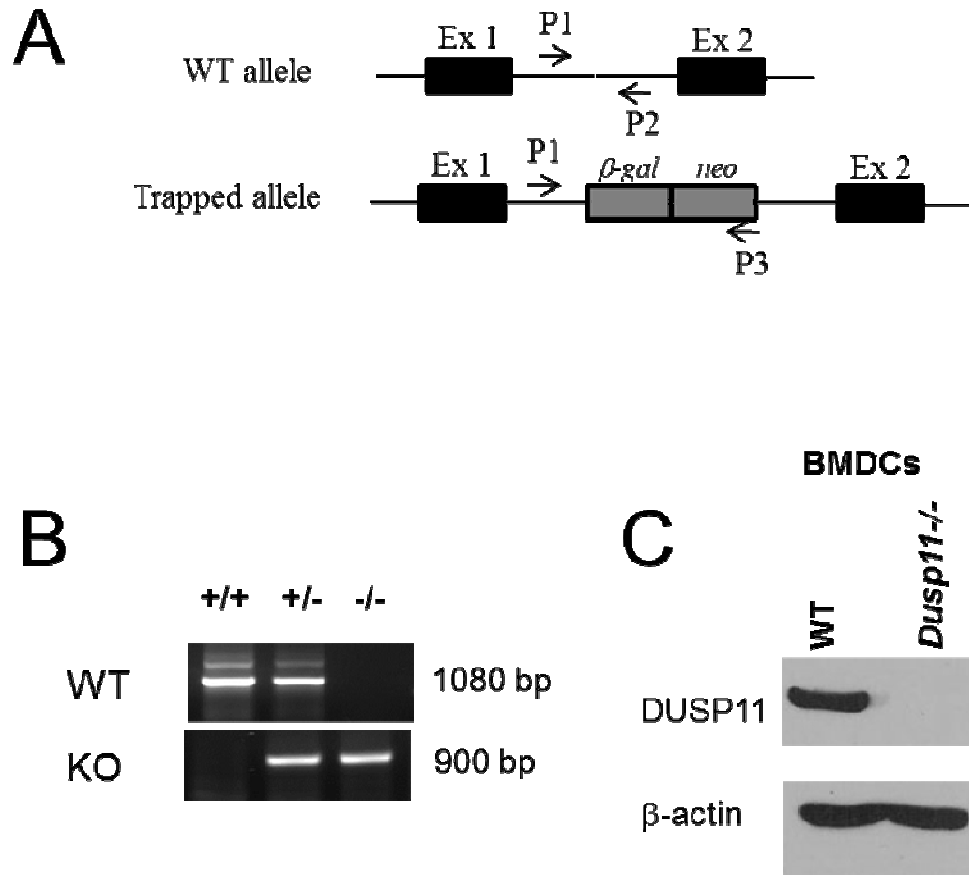 A
Ex 1 P1 Ex 2
WT allele
P2
Ex 1 P1 β-gal neo Ex 2
Trapped allele
P3
B
+/+ +/- -/-
WT 1080 bp
KO 900 bp
C
BMDCs
WT Dusp11-/-
DUSP11
β-actin